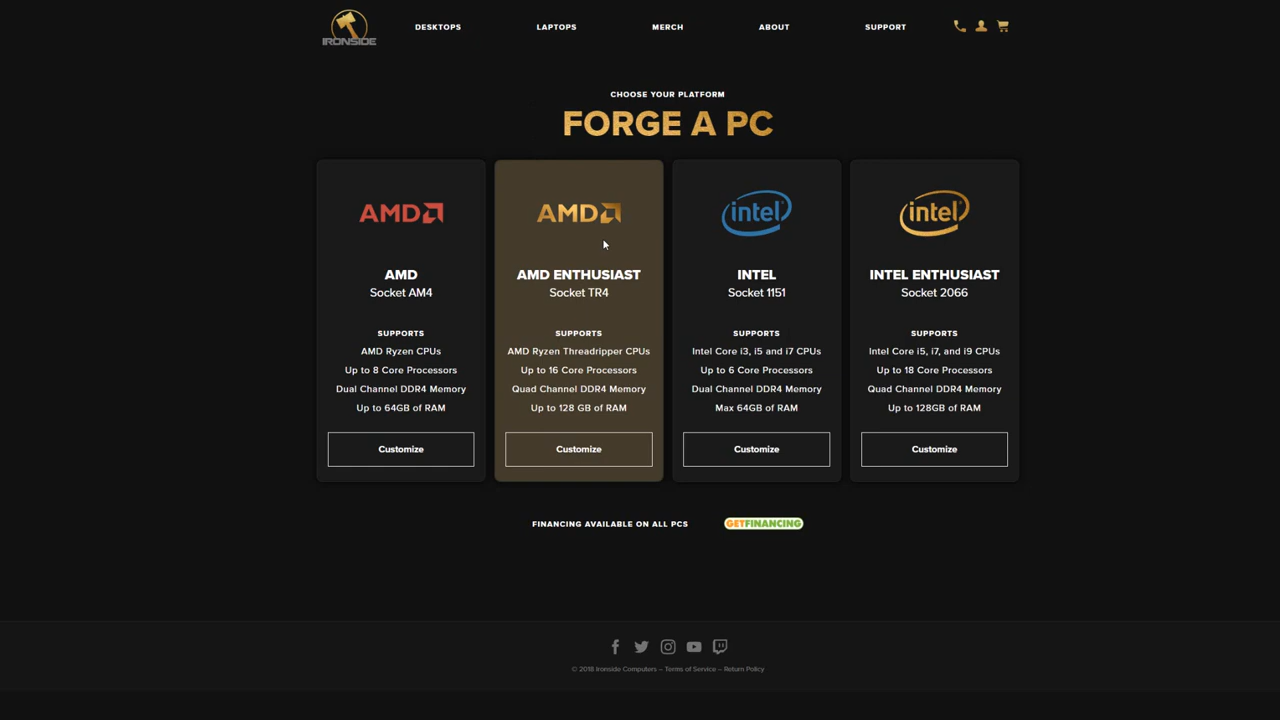 IRONSIDE
DESKTOPS
LAPTOPS
MERCH
ABOUT
SUPPORT
CHOOSE YOUR PLATFORM
FORGE A PC
AMD
AMD
Socket AM4
SUPPORTS
AMD Ryzen CPUs
Up to 8 Core Processors
Dual Channel DDR4 Memory
Up to 64GB of RAM
Customize
AMD
AMD ENTHUSIAST
Socket TR4
SUPPORTS
AMD Ryzen Threadripper CPUs
Up to 16 Core Processors
Quad Channel DDR4 Memory
Up to 128 GB of RAM
Customize
intel
INTEL
Socket 1151
SUPPORTS
Intel Core i3, i5 and i7 CPUs
Up to 6 Core Processors
Dual Channel DDR4 Memory
Max 64GB of RAM
Customize
intel
INTEL ENTHUSIAST
Socket 2066
SUPPORTS
Intel Core i5, i7, and i9 CPUs
Up to 18 Core Processors
Quad Channel DDR4 Memory
Up to 128GB of RAM
Customize
FINANCING AVAILABLE ON ALL PCS
GETFINANCING
© 2018 Ironside Computers – Terms of Service – Return Policy